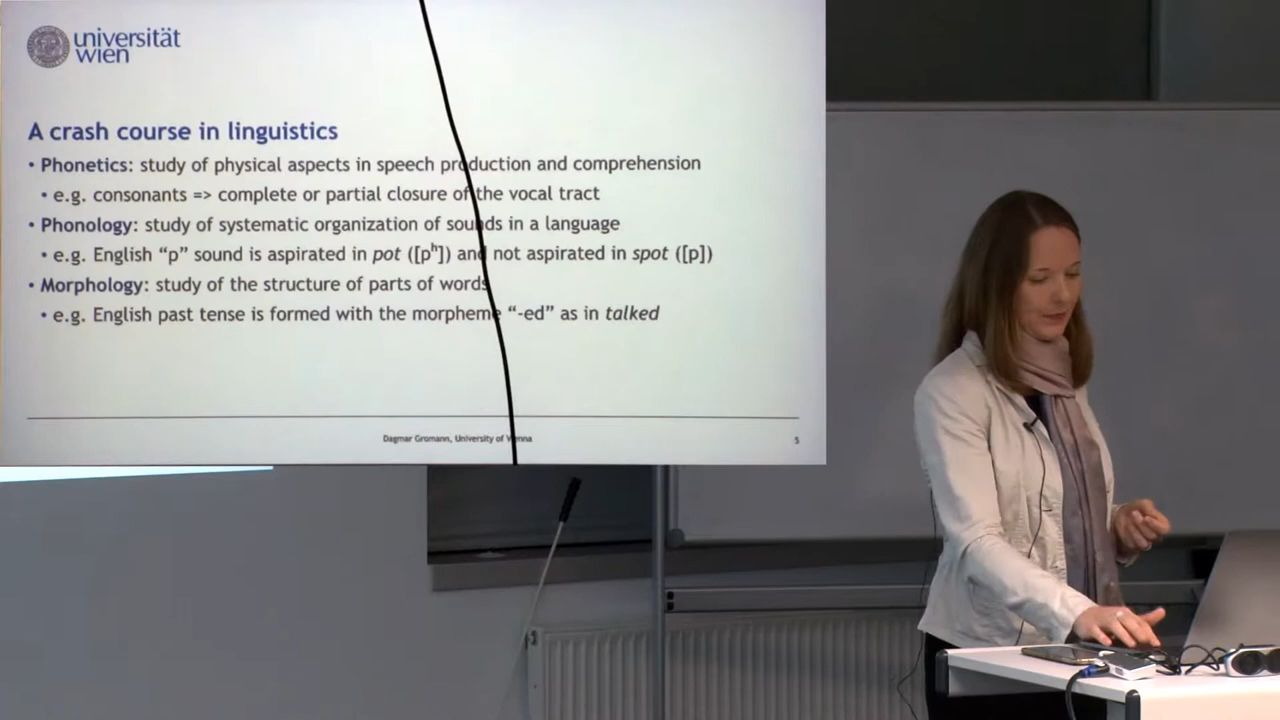 universität
wien
A crash course in linguistics
• Phonetics: study of physical aspects in speech production and comprehension
• e.g. consonants => complete or partial closure of the vocal tract
• Phonology: study of systematic organization of sounds in a language
• e.g. English “p” sound is aspirated in pot ([pʰ]) and not aspirated in spot ([p])
• Morphology: study of the structure of parts of words
• e.g. English past tense is formed with the morpheme “-ed” as in talked
Dagmar Gromann, University of Vienna
5